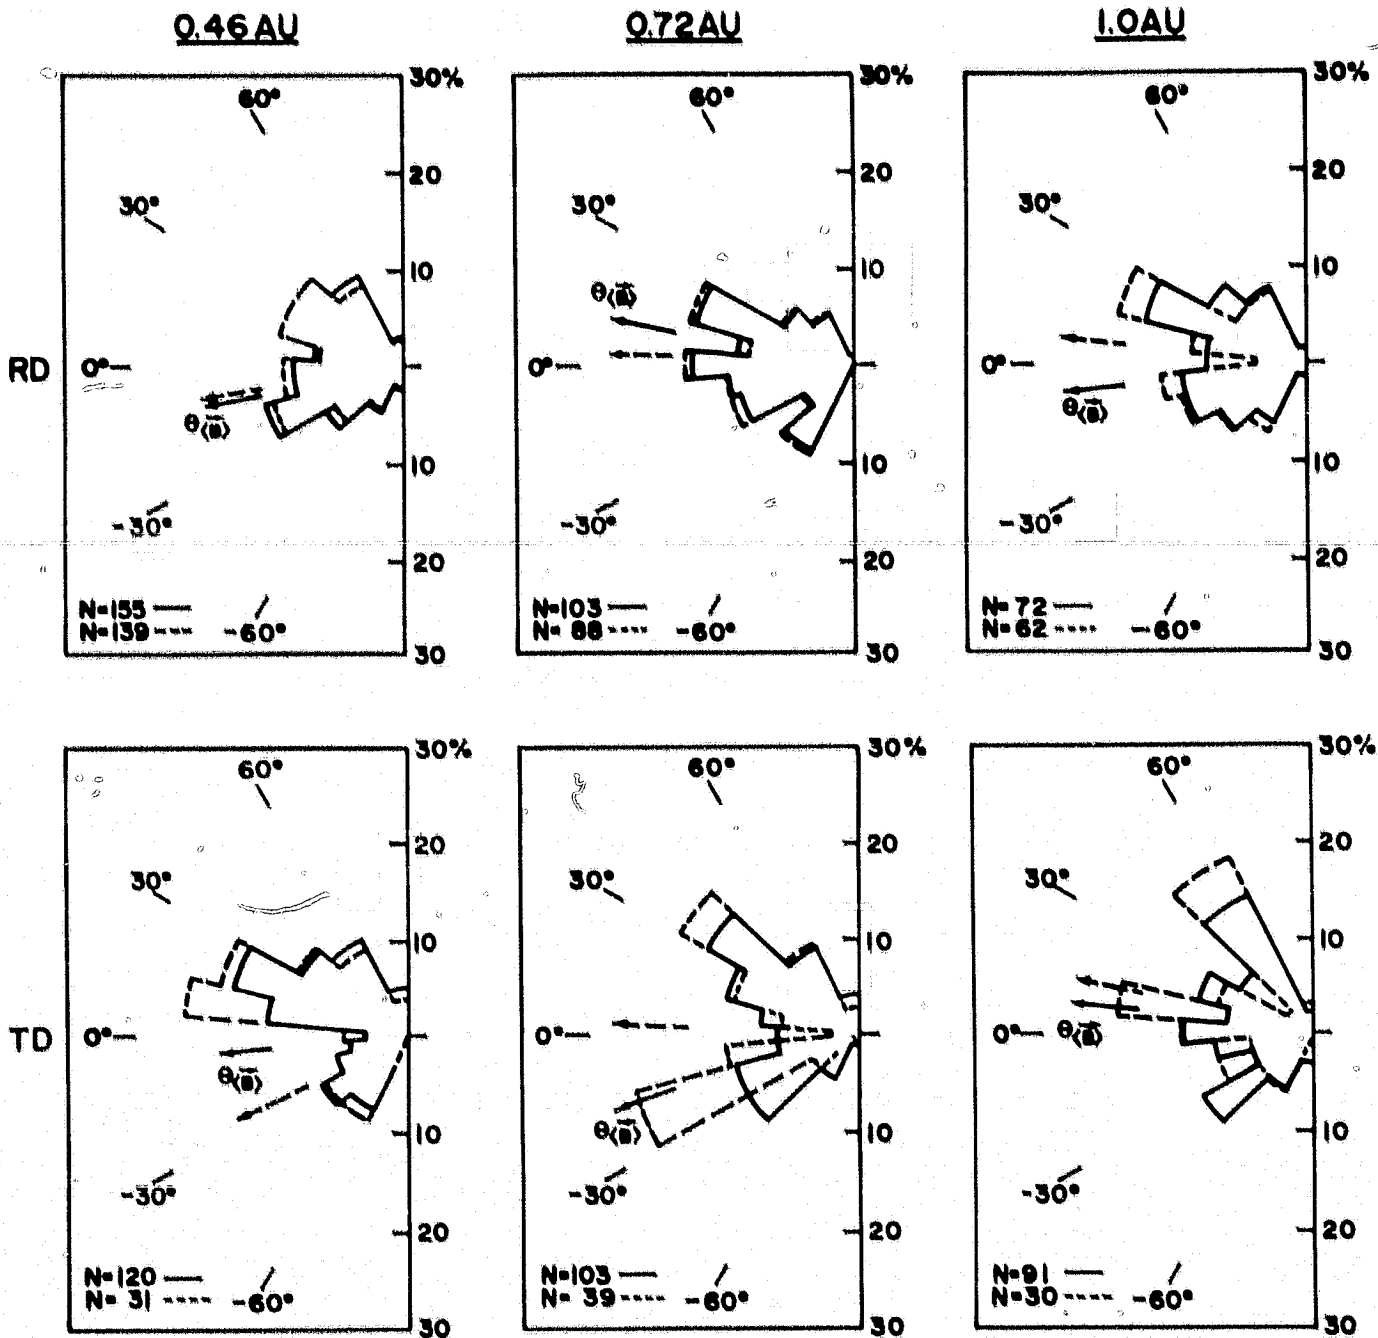 0.46 AU 0.72 AU 1.0 AU
30% 30% 30%
60° 60° 60°
20 20 20
30° 30° 30°
10 10 10
θ⟨B⟩
RD 0° 0° 0°
θ⟨B⟩ θ⟨B⟩
10 10 10
-30° -30° -30°
20 20 20
N=155 N=103 N=72
N=139 -60° N=88 -60° N=62 -60°
30 30 30
30% 30% 30%
60° 60° 60°
20 20 20
30° 30° 30°
10 10 10
TD 0° 0° 0° θ⟨B⟩
θ⟨B⟩
10 10 10
θ⟨B⟩
-30° -30° -30°
20 20 20
N=120 N=103 N=91
N=31 -60° N=39 -60° N=30 -60°
30 30 30